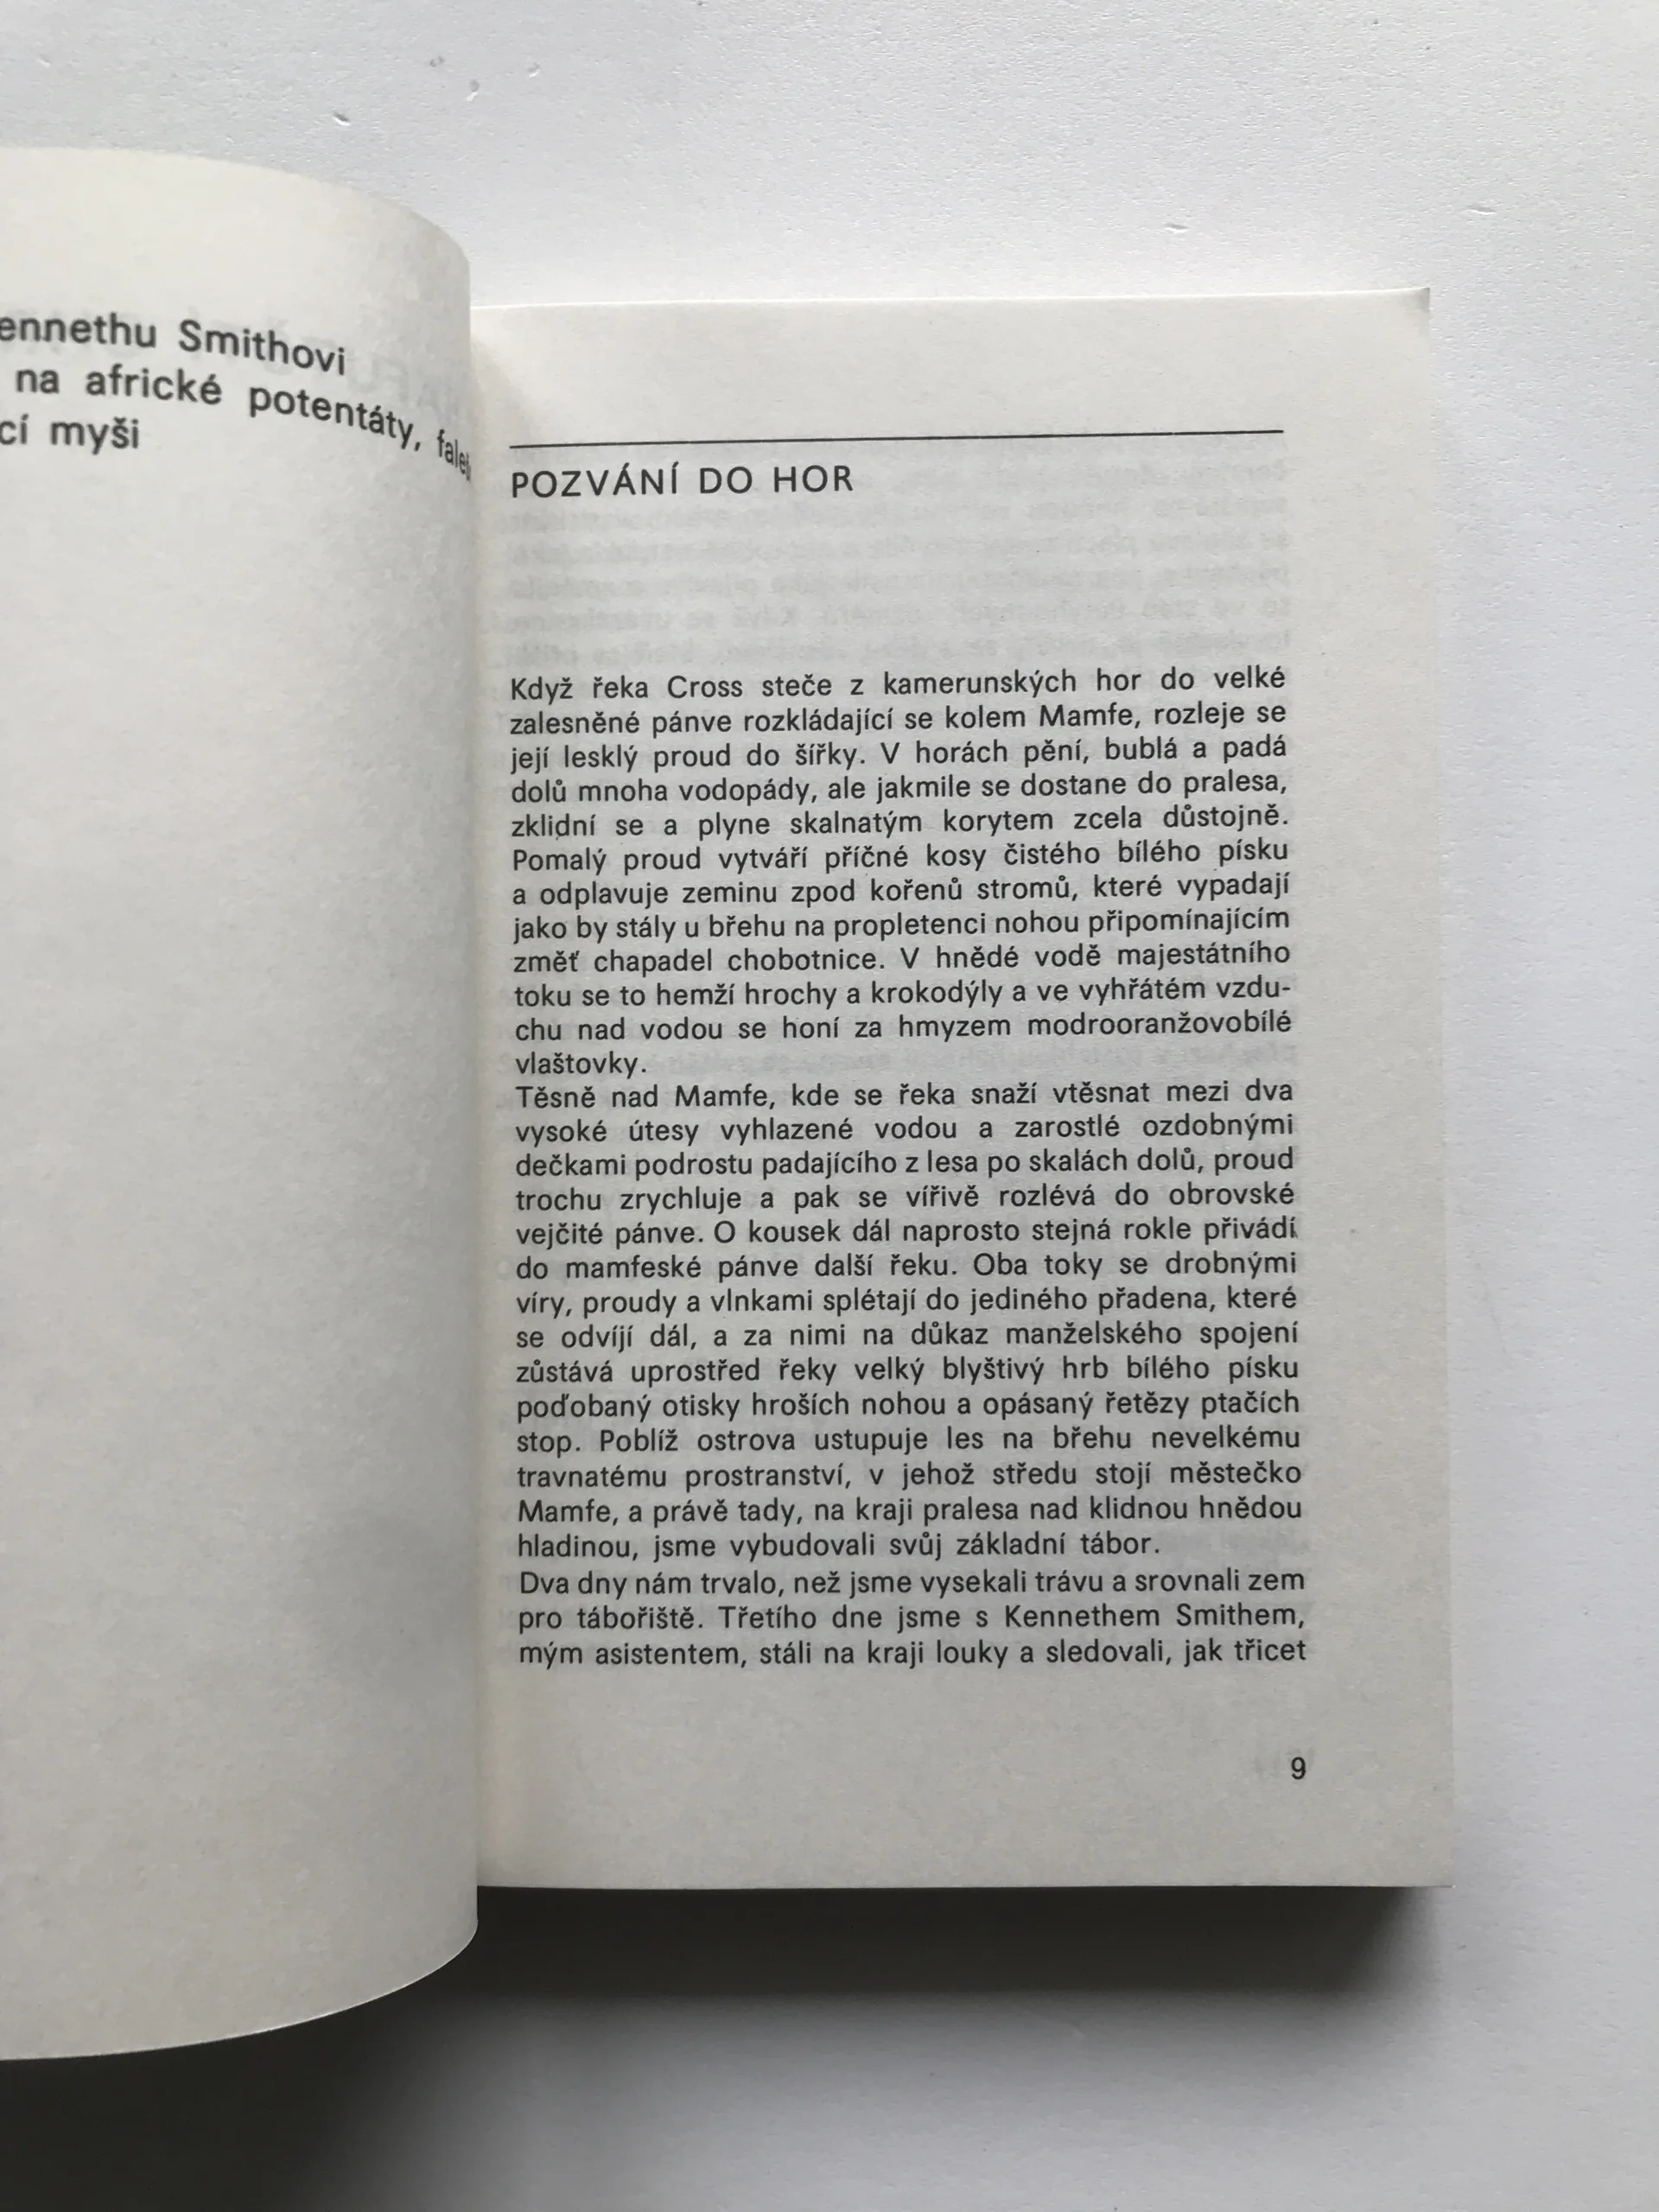 Smithovi
na africké potentáty,
myši
POZVÁNÍ DO HOR
Když řeka Cross steče z kamerunských hor do velké
zalesněné pánve rozkládající se kolem Mamfe, rozleje se
její lesklý proud do šířky. V horách pění, bublá a padá
dolů mnoha vodopády, ale jakmile se dostane do pralesa,
zklidní se a plyne skalnatým korytem zcela důstojně.
Pomalý proud vytváří příčné kosy čistého bílého písku
a odplavuje zeminu zpod kořenů stromů, které vypadají
jako by stály u břehu na propletenci nohou připomínajícím
změť chapadel chobotnice. V hnědé vodě majestátního
toku se to hemží hrochy a krokodýly a ve vyhřátém vzdu-
chu nad vodou se honí za hmyzem modrooranžovobílé
vlaštovky.
Těsně nad Mamfe, kde se řeka snaží vtěsnat mezi dva
vysoké útesy vyhlazené vodou a zarostlé ozdobnými
dečkami podrostu padajícího z lesa po skalách dolů, proud
trochu zrychluje a pak se vířivě rozlévá do obrovské
vejčité pánve. O kousek dál naprosto stejná rokle přivádí
do mamfeské pánve další řeku. Oba toky se drobnými
víry, proudy a vlnkami splétají do jediného přadena, které
se odvíjí dál, a za nimi na důkaz manželského spojení
zůstává uprostřed řeky velký blyštivý hrb bílého písku
poďobaný otisky hroších nohou a opásaný řetězy ptačích
stop. Poblíž ostrova ustupuje les na břehu nevelkému
travnatému prostranství, v jehož středu stojí městečko
Mamfe, a právě tady, na kraji pralesa nad klidnou hnědou
hladinou, jsme vybudovali svůj základní tábor.
Dva dny nám trvalo, než jsme vysekali trávu a srovnali zem
pro tábořiště. Třetího dne jsme s Kennethem Smithem,
mým asistentem, stáli na kraji louky a sledovali, jak třicet
9